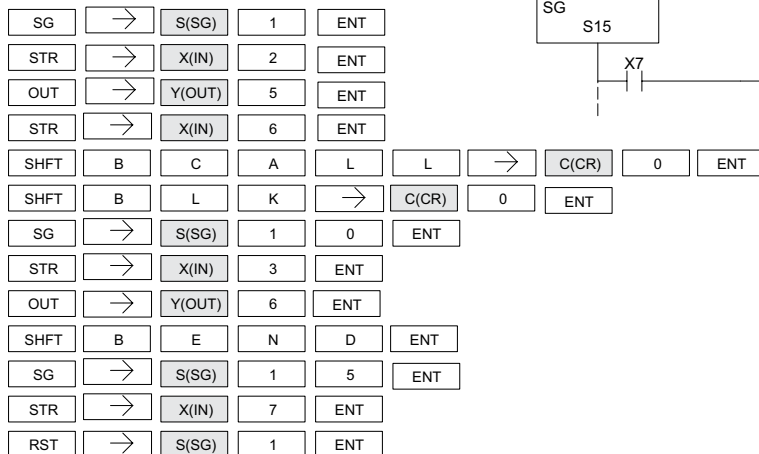 SG → S(SG) 1 ENT
STR → X(IN) 2 ENT
OUT → Y(OUT) 5 ENT
STR → X(IN) 6 ENT
SHFT B C A L L → C(CR) 0 ENT
SHFT B L K → C(CR) 0 ENT
SG → S(SG) 1 0 ENT
STR → X(IN) 3 ENT
OUT → Y(OUT) 6 ENT
SHFT B E N D ENT
SG → S(SG) 1 5 ENT
STR → X(IN) 7 ENT
RST → S(SG) 1 ENT
SG
S15
X7